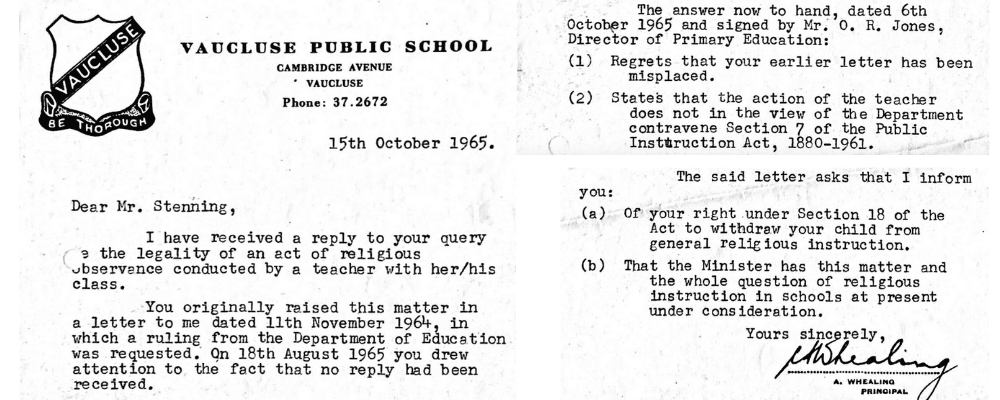 VAUCLUSE
BE THOROUGH
VAUCLUSE PUBLIC SCHOOL
CAMBRIDGE AVENUE
VAUCLUSE
Phone: 37.2672
15th October 1965.
Dear Mr. Stenning,
I have received a reply to your query
the legality of an act of religious
observance conducted by a teacher with her/his
class.
You originally raised this matter in
a letter to me dated 11th November 1964, in
which a ruling from the Department of Education
was requested. On 18th August 1965 you drew
attention to the fact that no reply had been
received.
The answer now to hand, dated 6th
October 1965 and signed by Mr. O. R. Jones,
Director of Primary Education:
(1) Regrets that your earlier letter has been
misplaced.
(2) States that the action of the teacher
does not in the view of the Department
contravene Section 7 of the Public
Instruction Act, 1880-1961.
The said letter asks that I inform
you:
(a) Of your right under Section 18 of the
Act to withdraw your child from
general religious instruction.
(b) That the Minister has this matter and
the whole question of religious
instruction in schools at present
under consideration.
Yours sincerely,
AWhealing
A. WHEALING
PRINCIPAL